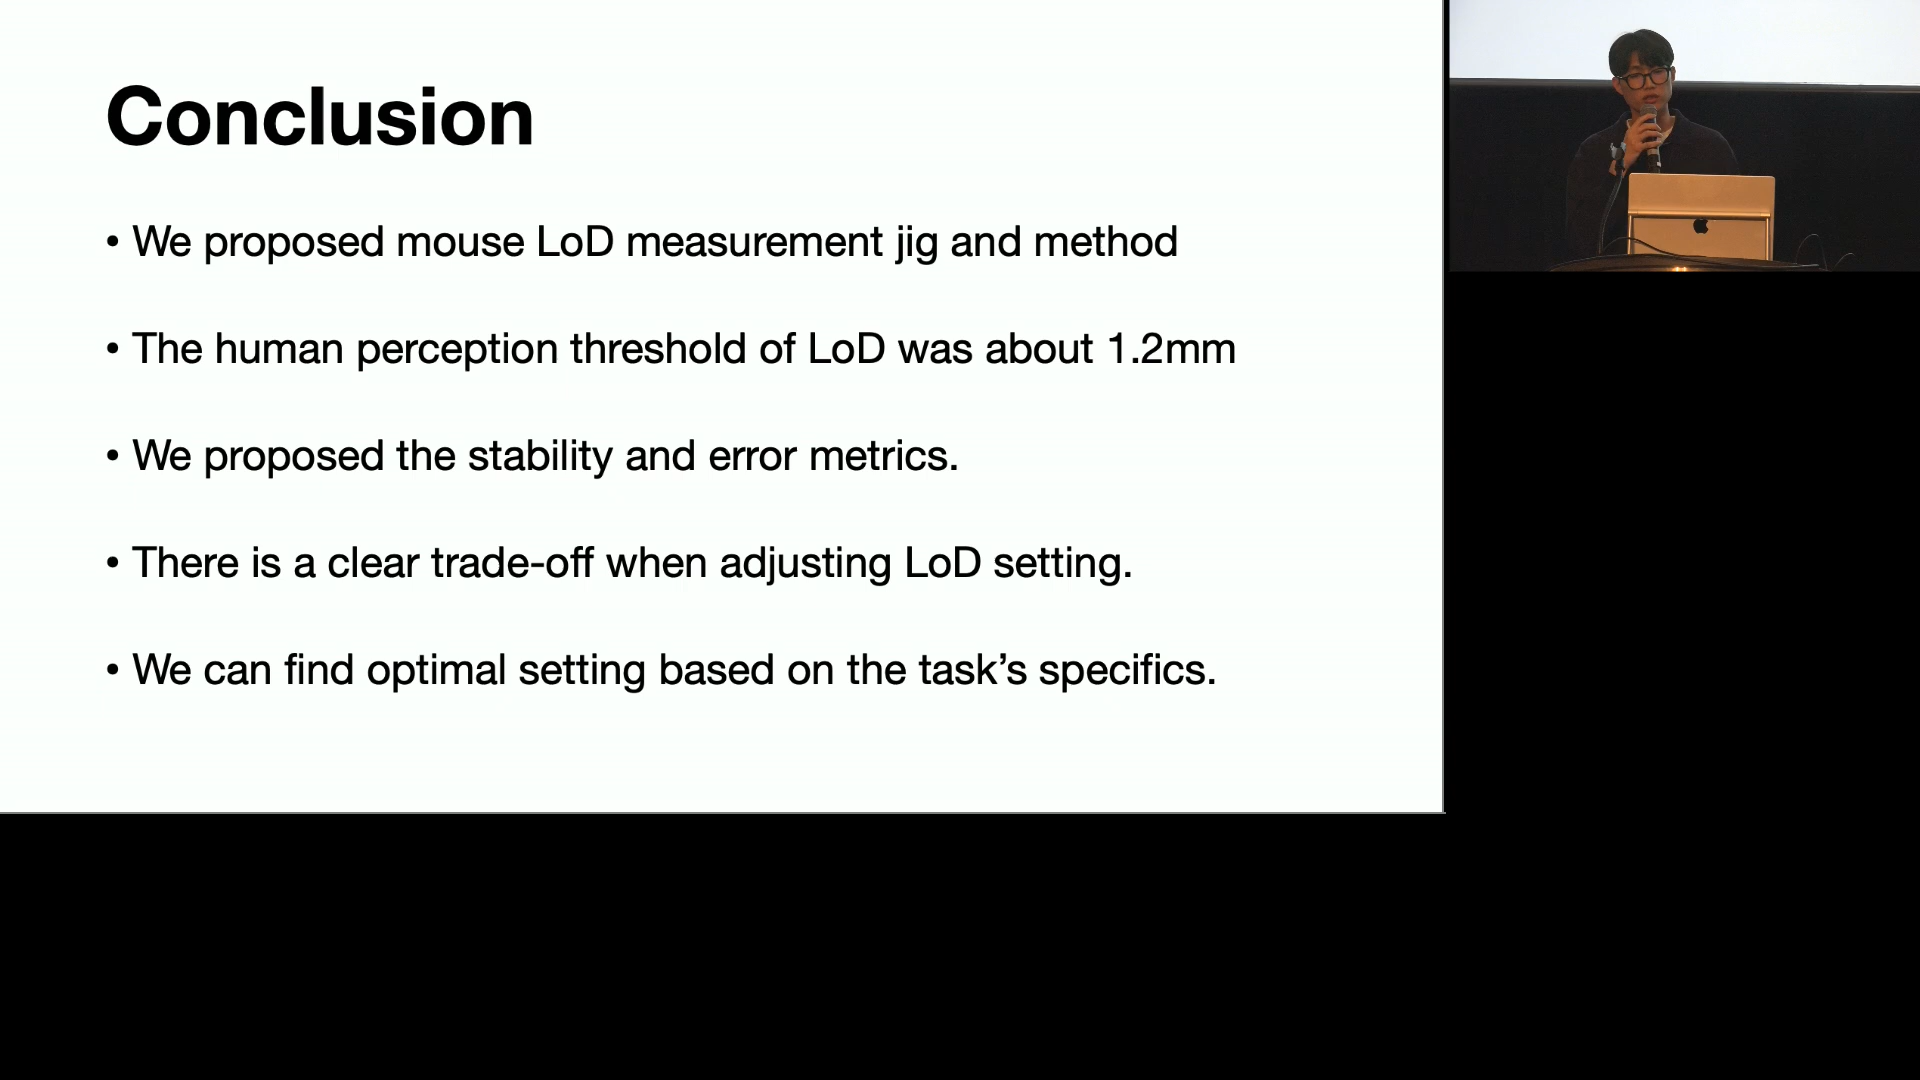 Conclusion
• We proposed mouse LoD measurement jig and method
• The human perception threshold of LoD was about 1.2mm
• We proposed the stability and error metrics.
• There is a clear trade-off when adjusting LoD setting.
• We can find optimal setting based on the task’s specifics.